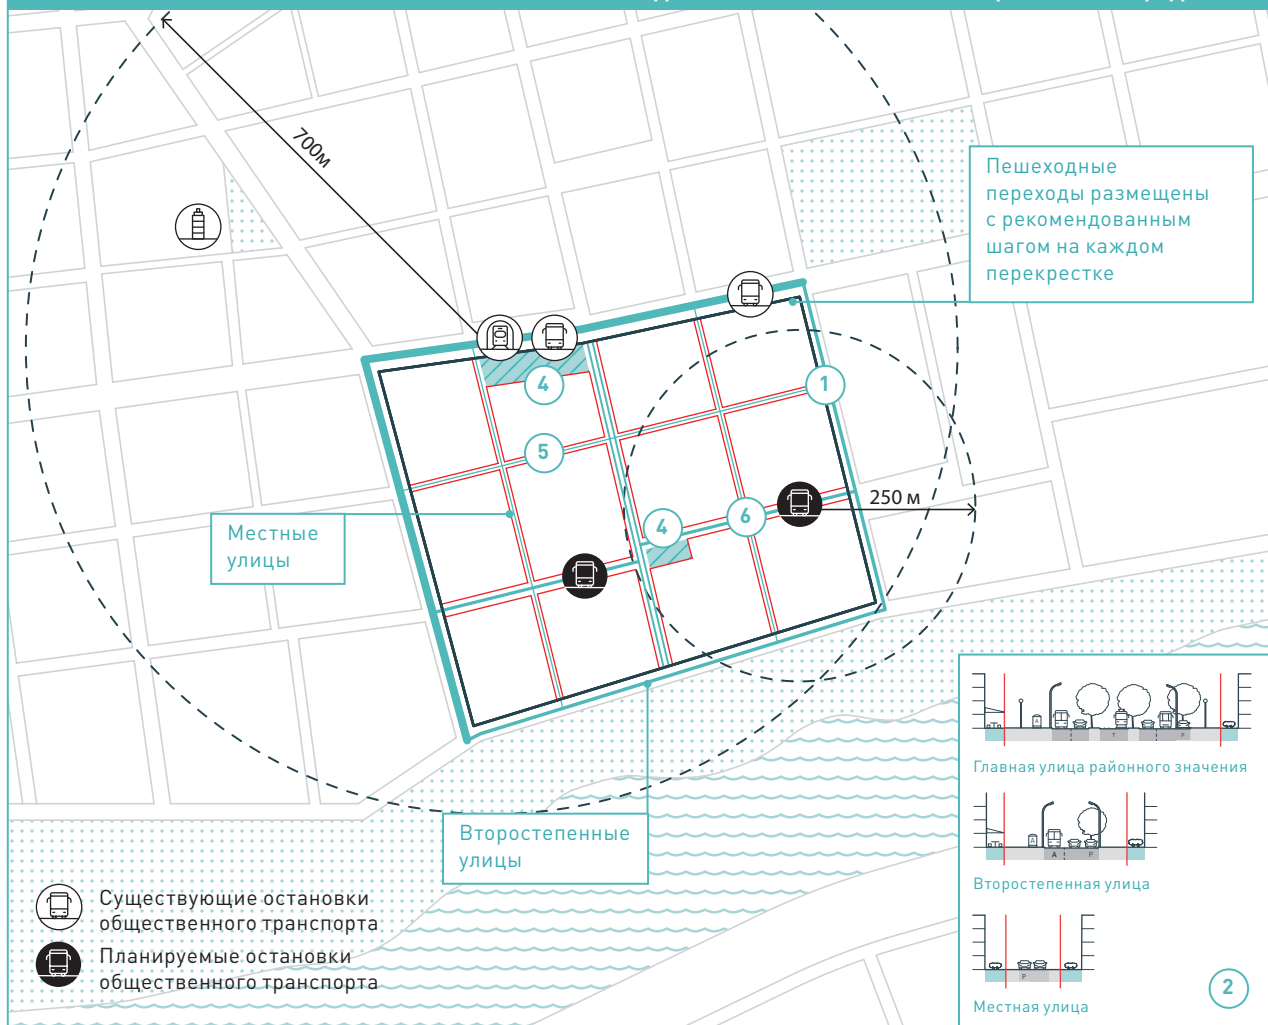 700м
Пешеходные
переходы размещены
с рекомендованным
шагом на каждом
перекрестке
4
1
5
250 м
4
6
Местные
улицы
Второстепенные
улицы
Существующие остановки
общественного транспорта
Планируемые остановки
общественного транспорта
А
Т
Р
Главная улица районного значения
А
А
Р
Второстепенная улица
Р
Местная улица
2